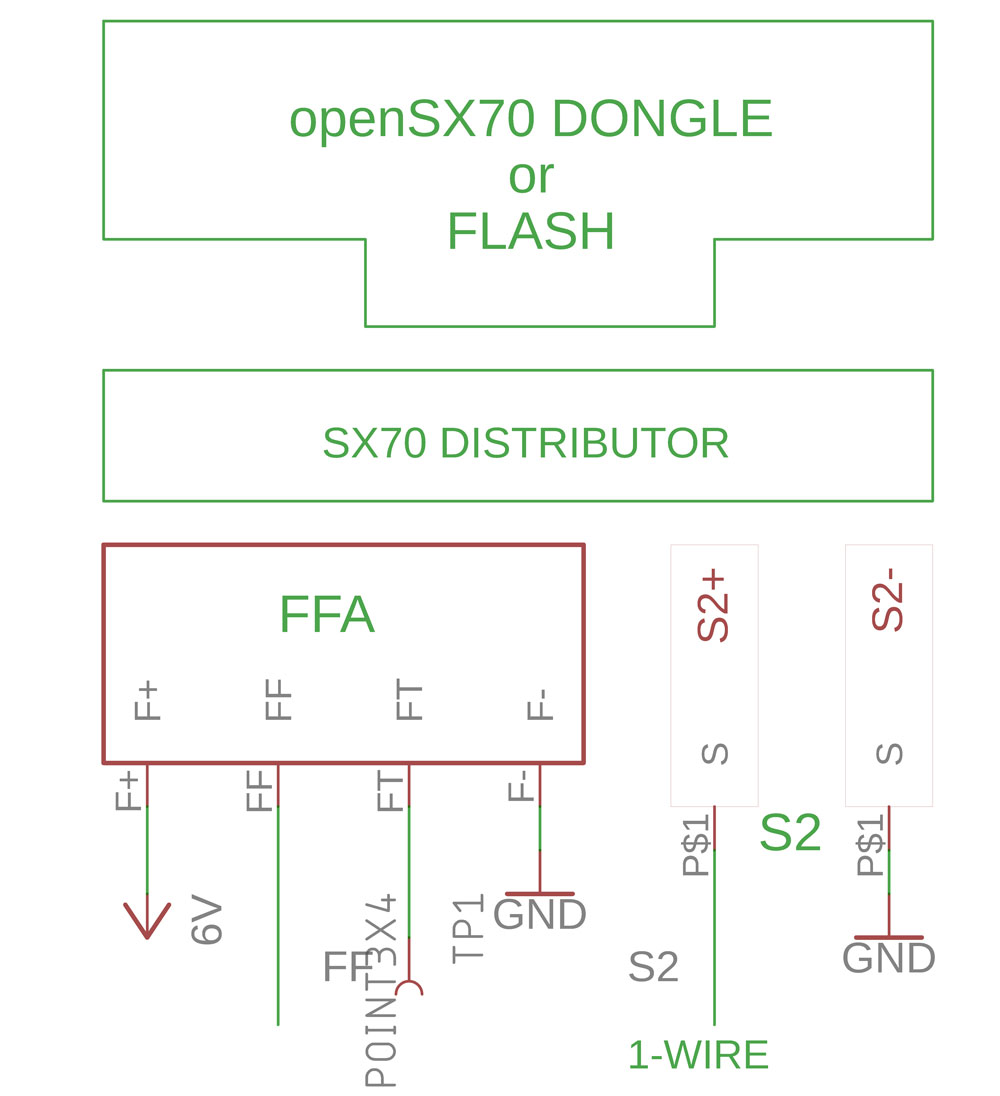 openSX70 DONGLE
or
FLASH
SX70 DISTRIBUTOR
FFA
F+
FF
FT
F-
S2+
S
S2-
S
F+
FF
FT
F-
P$1
S2
P$1
6V
FF
POINT3X4
TP1
GND
S2
GND
1-WIRE